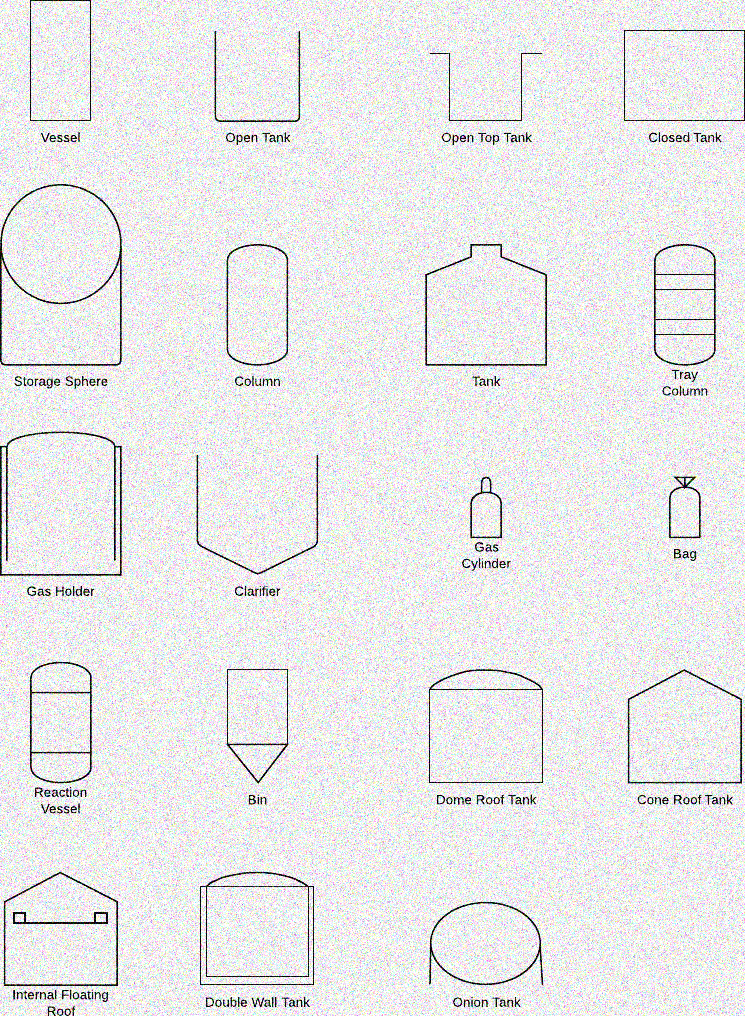 Vessel
Open Tank
Open Top Tank
Closed Tank
Storage Sphere
Column
Tank
Tray
Column
Gas Holder
Clarifier
Gas
Cylinder
Bag
Reaction
Vessel
Bin
Dome Roof Tank
Cone Roof Tank
Internal Floating
Roof
Double Wall Tank
Onion Tank